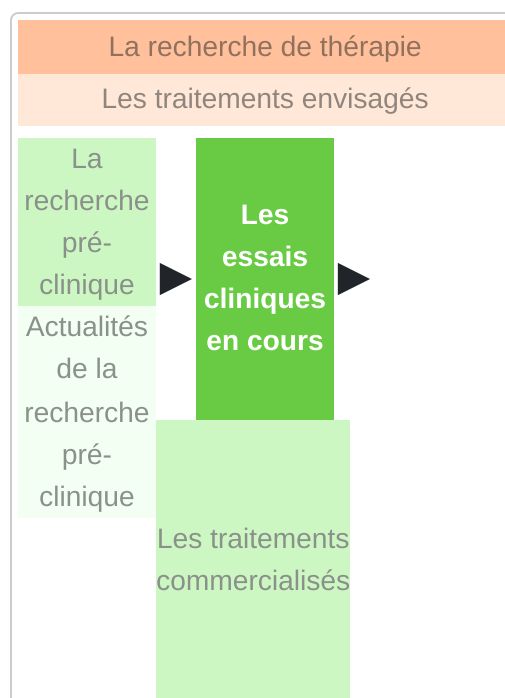 La recherche de thérapie
Les traitements envisagés
La
recherche
pré-
clinique
Actualités
de la
recherche
pré-
clinique
Les
essais
cliniques
en cours
Les traitements
commercialisés